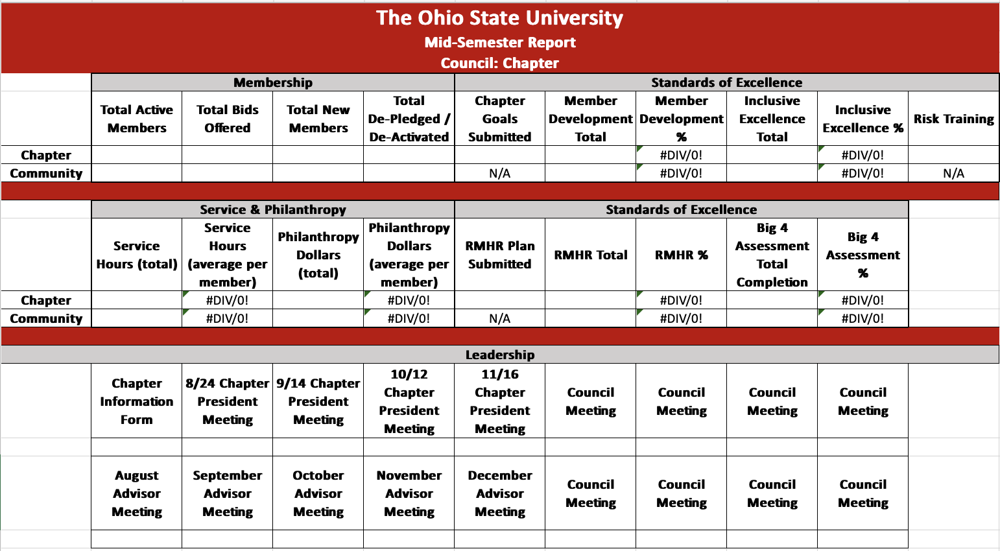 The Ohio State University
Mid-Semester Report
Council: Chapter
Membership Standards of Excellence
Total Active Members Total Bids Offered Total New Members Total De-Pledged / De-Activated Chapter Goals Submitted Member Development Total Member Development % Inclusive Excellence Total Inclusive Excellence % Risk Training
Chapter #DIV/0! #DIV/0!
Community N/A #DIV/0! #DIV/0! N/A
Service & Philanthropy Standards of Excellence
Service Hours (total) Service Hours (average per member) Philanthropy Dollars (total) Philanthropy Dollars (average per member) RMHR Plan Submitted RMHR Total RMHR % Big 4 Assessment Total Completion Big 4 Assessment %
Chapter #DIV/0! #DIV/0! #DIV/0! #DIV/0!
Community #DIV/0! #DIV/0! N/A #DIV/0! #DIV/0!
Leadership
Chapter Information Form 8/24 Chapter President Meeting 9/14 Chapter President Meeting 10/12 Chapter President Meeting 11/16 Chapter President Meeting Council Meeting Council Meeting Council Meeting Council Meeting
August Advisor Meeting September Advisor Meeting October Advisor Meeting November Advisor Meeting December Advisor Meeting Council Meeting Council Meeting Council Meeting Council Meeting